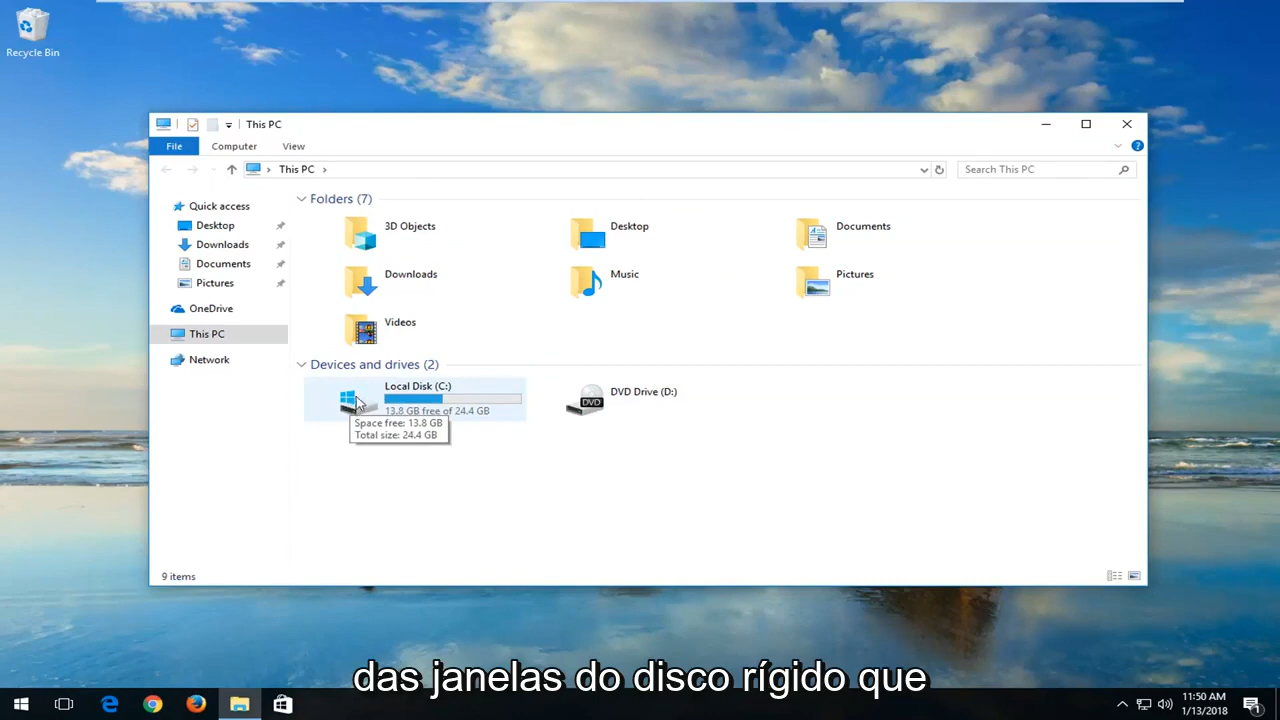 Recycle Bin
This PC
File
Computer
View
This PC
Search This PC
Quick access
Desktop
Downloads
Documents
Pictures
OneDrive
This PC
Network
Folders (7)
3D Objects
Desktop
Documents
Downloads
Music
Pictures
Videos
Devices and drives (2)
Local Disk (C:)
13.8 GB free of 24.4 GB
Space free: 13.8 GB
Total size: 24.4 GB
DVD
DVD Drive (D:)
9 items
das janelas do disco rígido que
11:50 AM
1/13/2018
1